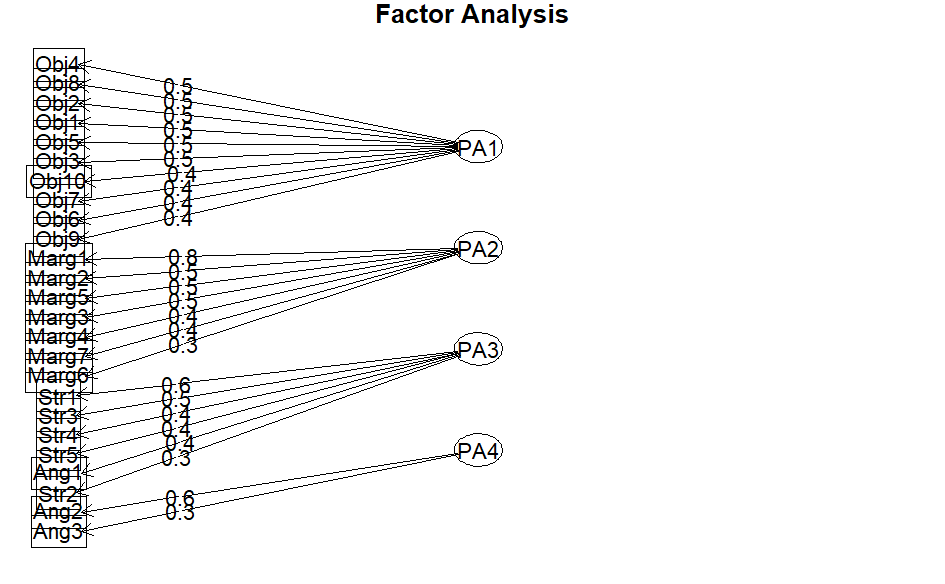 Factor Analysis
Obj4
Obj8
Obj2
Obj1
Obj5
Obj3
Obj10
Obj7
Obj6
Obj9
Marg1
Marg2
Marg5
Marg3
Marg4
Marg7
Marg6
Str1
Str3
Str4
Str5
Ang1
Str2
Ang2
Ang3
0.5
0.5
0.5
0.5
0.5
0.5
0.4
0.4
0.4
0.4
0.8
0.5
0.5
0.5
0.4
0.4
0.3
0.6
0.5
0.4
0.4
0.4
0.3
0.6
0.3
PA1
PA2
PA3
PA4